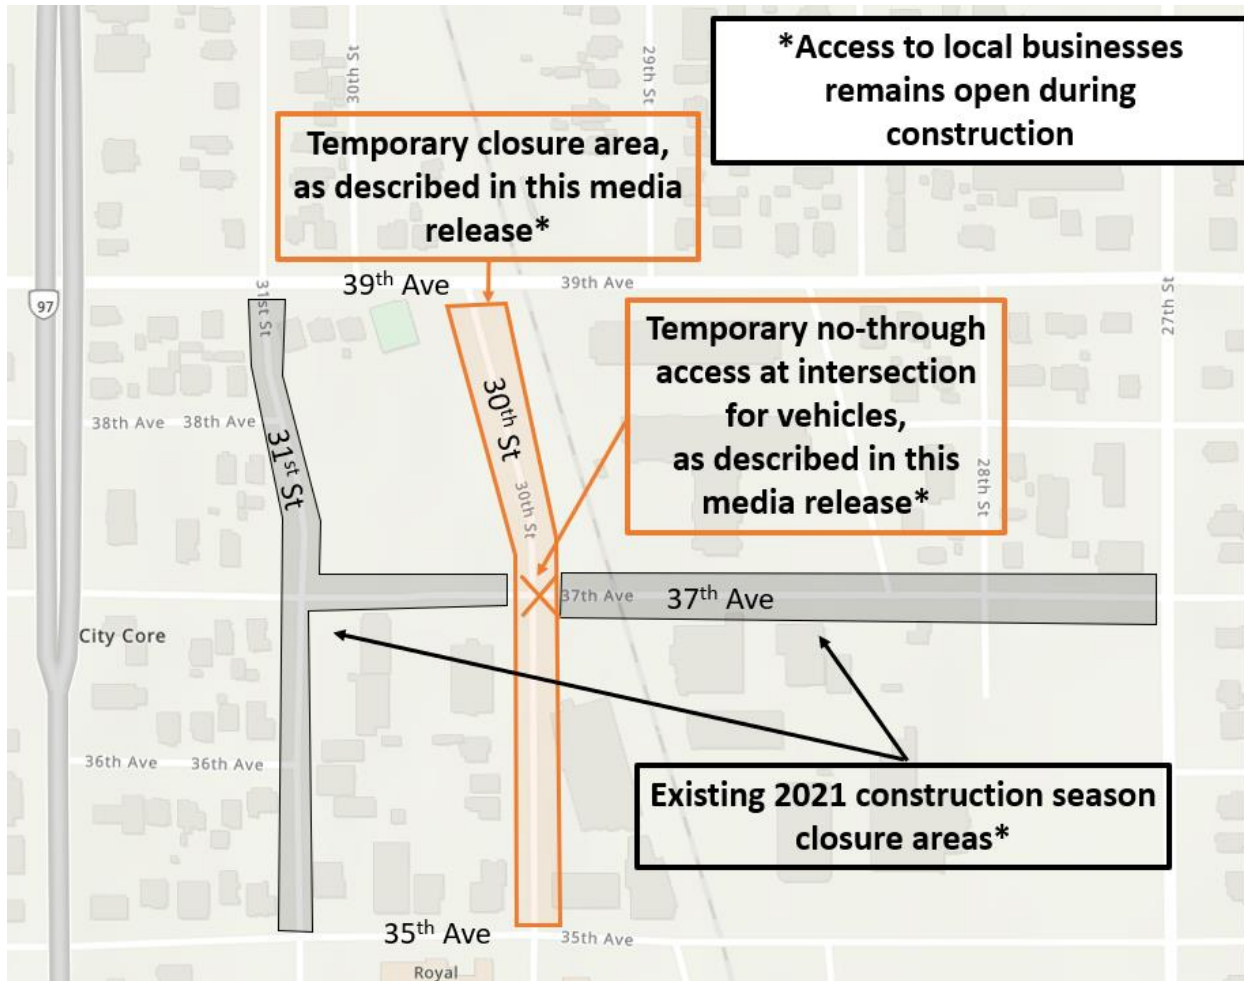 *Access to local businesses
remains open during
construction
30th St
29th St
Temporary closure area,
as described in this media
release*
39th Ave
39th Ave
97
31st St
27th St
Temporary no-through
access at intersection
for vehicles,
as described in this
media release*
30th St
38th Ave
38th Ave
31st St
30th St
28th St
37th Ave
37th Ave
City Core
36th Ave
36th Ave
Existing 2021 construction season
closure areas*
35th Ave
35th Ave
Royal